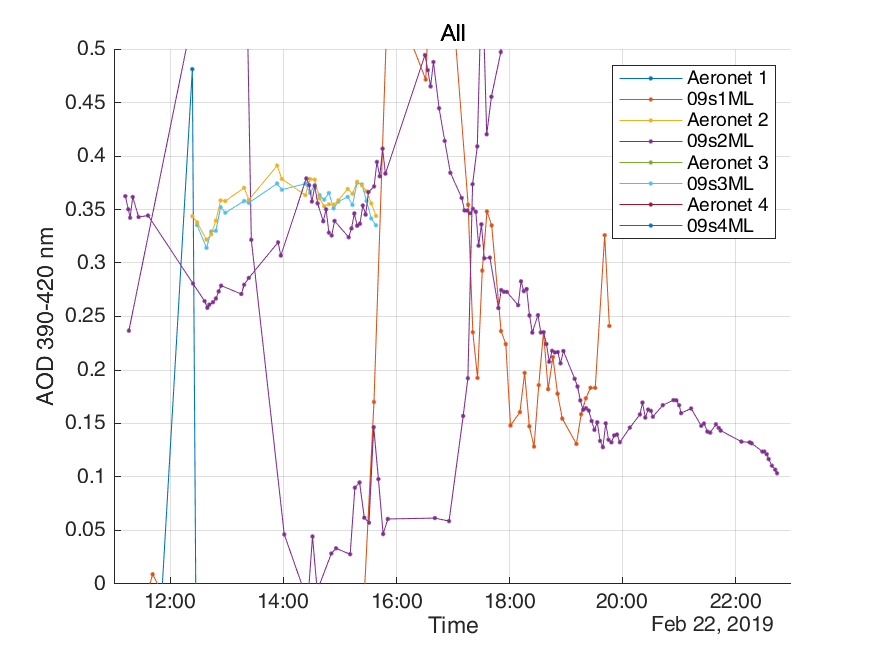 All
0.5
0.45
0.4
0.35
0.3
0.25
0.2
0.15
0.1
0.05
0
AOD 390-420 nm
Aeronet 1
09s1ML
Aeronet 2
09s2ML
Aeronet 3
09s3ML
Aeronet 4
09s4ML
12:00 14:00 16:00 18:00 20:00 22:00
Time
Feb 22, 2019